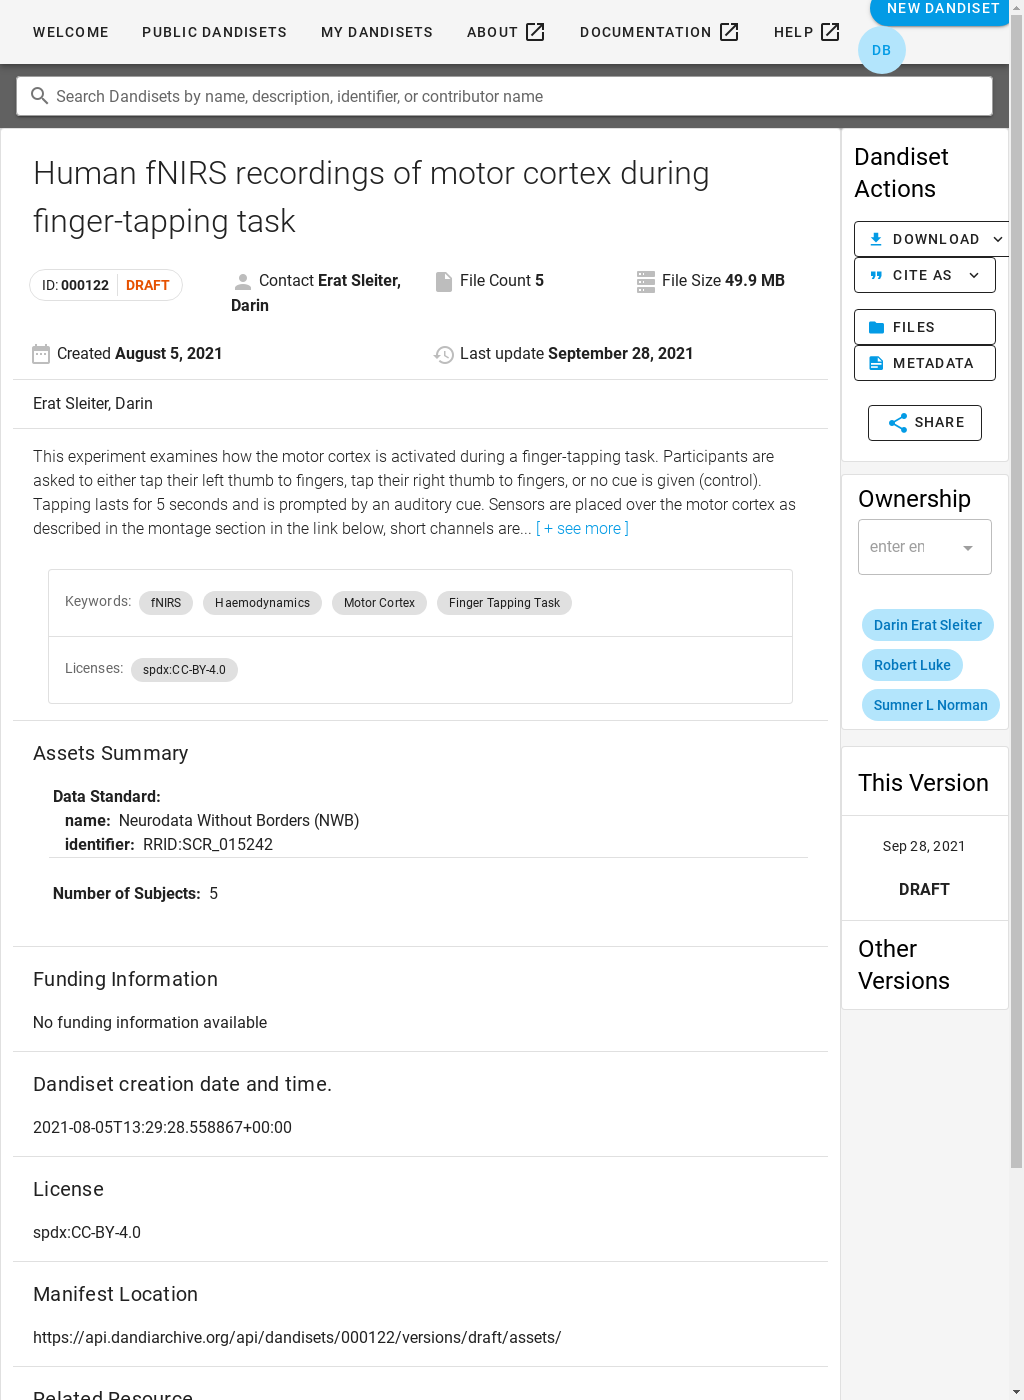 WELCOME PUBLIC DANDISETS MY DANDISETS ABOUT DOCUMENTATION HELP NEW DANDISET
DB
Search Dandisets by name, description, identifier, or contributor name
Human fNIRS recordings of motor cortex during
finger-tapping task
ID: 000122 DRAFT
Contact Erat Sleiter,
Darin
File Count 5
File Size 49.9 MB
Created August 5, 2021
Last update September 28, 2021
Erat Sleiter, Darin
This experiment examines how the motor cortex is activated during a finger-tapping task. Participants are
asked to either tap their left thumb to fingers, tap their right thumb to fingers, or no cue is given (control).
Tapping lasts for 5 seconds and is prompted by an auditory cue. Sensors are placed over the motor cortex as
described in the montage section in the link below, short channels are... [ + see more ]
Keywords: fNIRS Haemodynamics Motor Cortex Finger Tapping Task
Licenses: spdx:CC-BY-4.0
Assets Summary
Data Standard:
name: Neurodata Without Borders (NWB)
identifier: RRID:SCR_015242
Number of Subjects: 5
Funding Information
No funding information available
Dandiset creation date and time.
2021-08-05T13:29:28.558867+00:00
License
spdx:CC-BY-4.0
Manifest Location
https://api.dandiarchive.org/api/dandisets/000122/versions/draft/assets/
Related Resource
Dandiset
Actions
DOWNLOAD
CITE AS
FILES
METADATA
SHARE
Ownership
enter en
Darin Erat Sleiter
Robert Luke
Sumner L Norman
This Version
Sep 28, 2021
DRAFT
Other
Versions